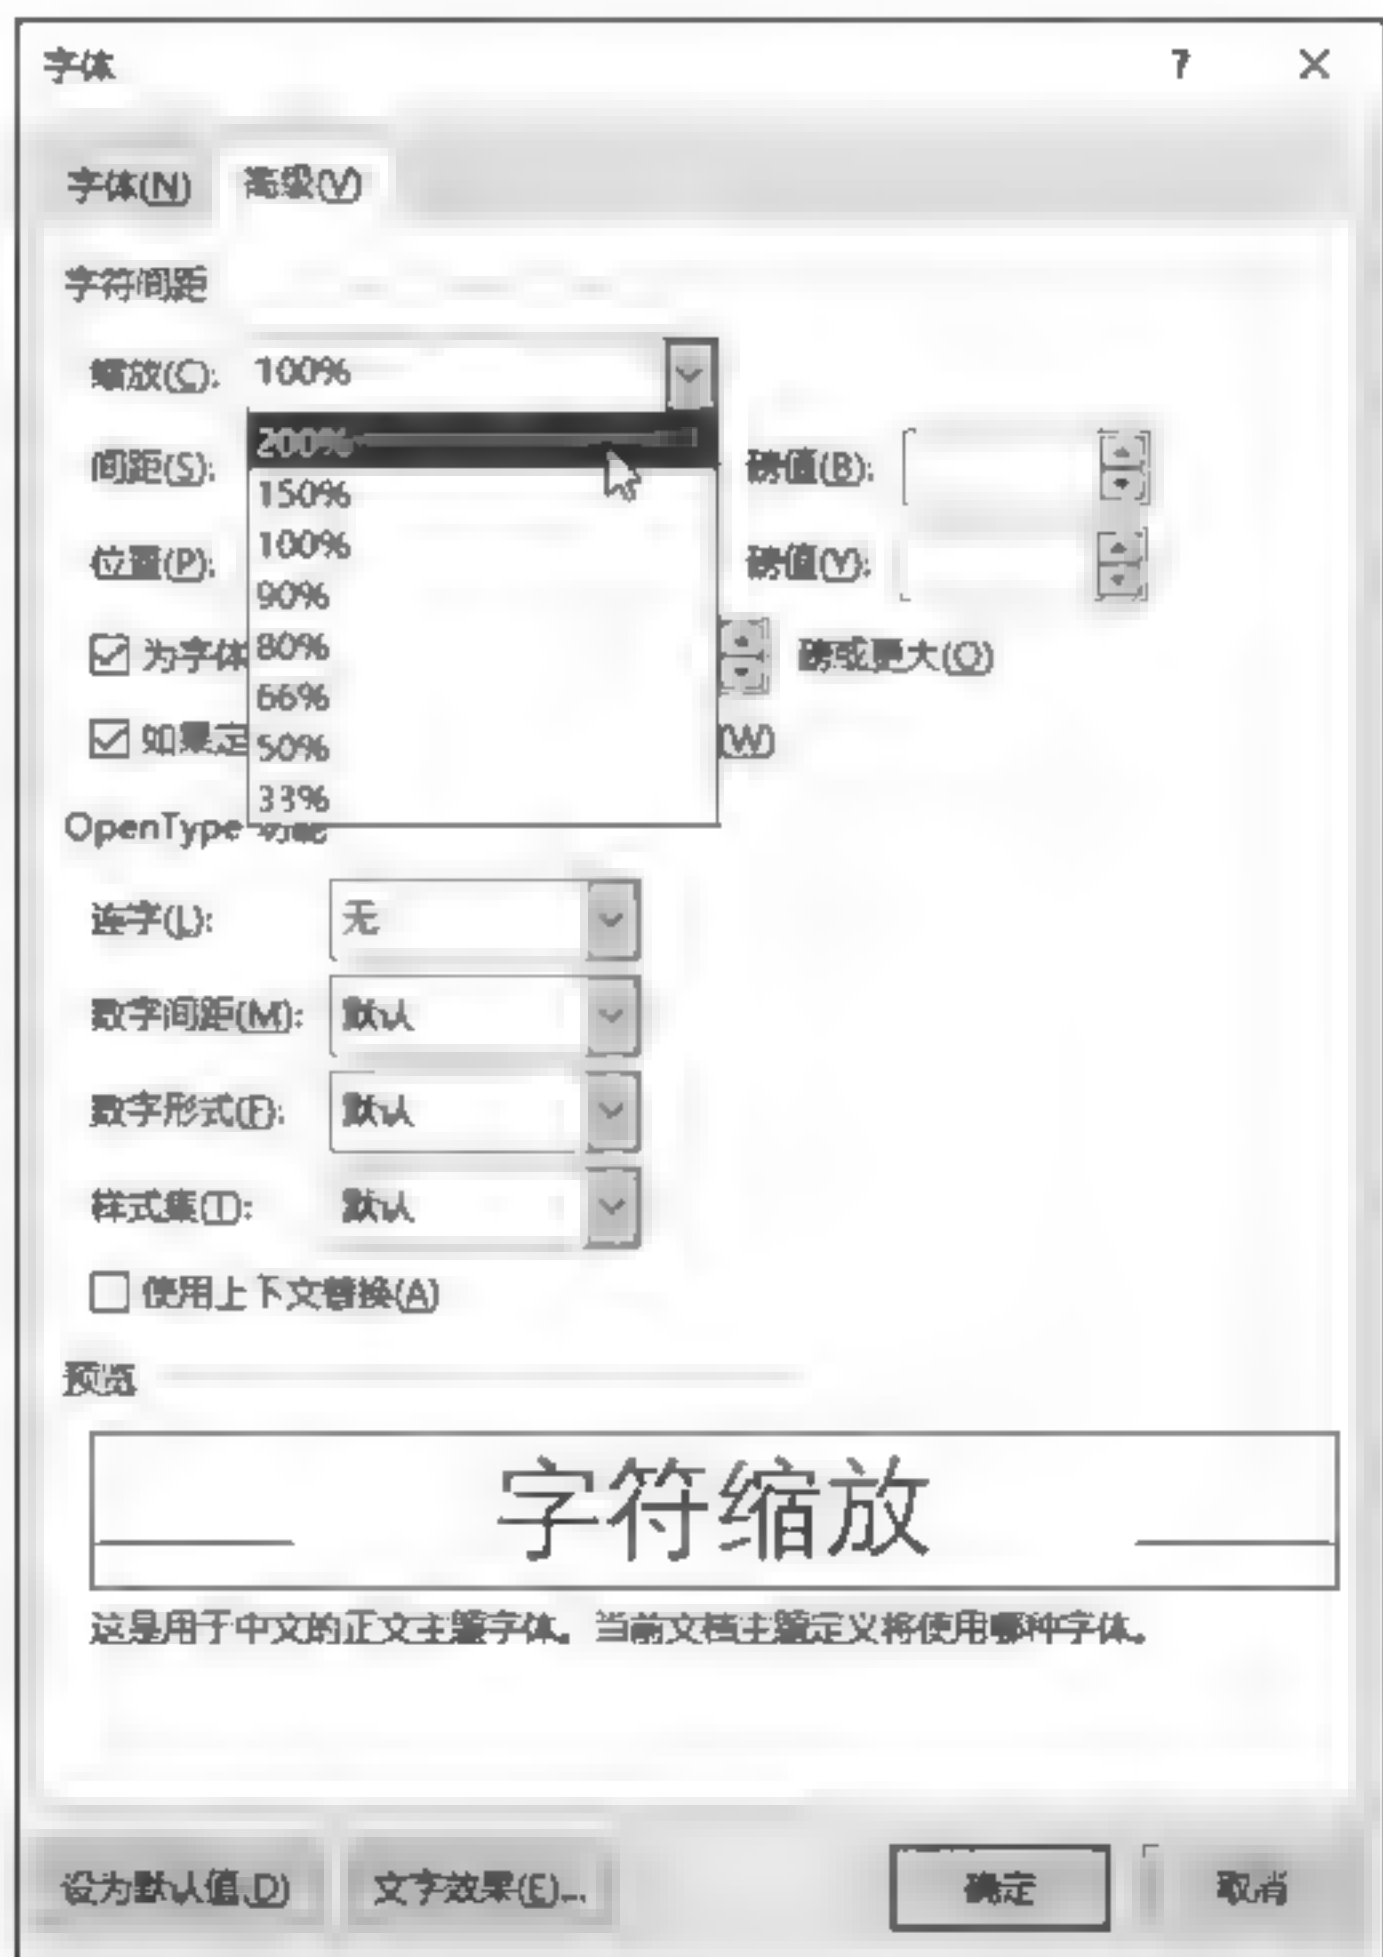 字体 ?
字体(N) 高级(V)
字符间距
缩放(C): 100%
200%
间距(S): 磅值(B):
150%
100%
位置(P): 磅值(Y):
90%
为字体 80% 磅或更大(O)
66%
如果定 50% (W)
33%
OpenType 功能
连字(L): 无
数字间距(M): 默认
数字形式(F): 默认
样式集(T): 默认
使用上下文替换(A)
预览
字符缩放
这是用于中文的正文主题字体。当前文档主题定义将使用哪种字体。
设为默认值(D) 文字效果(E)... 确定 取消